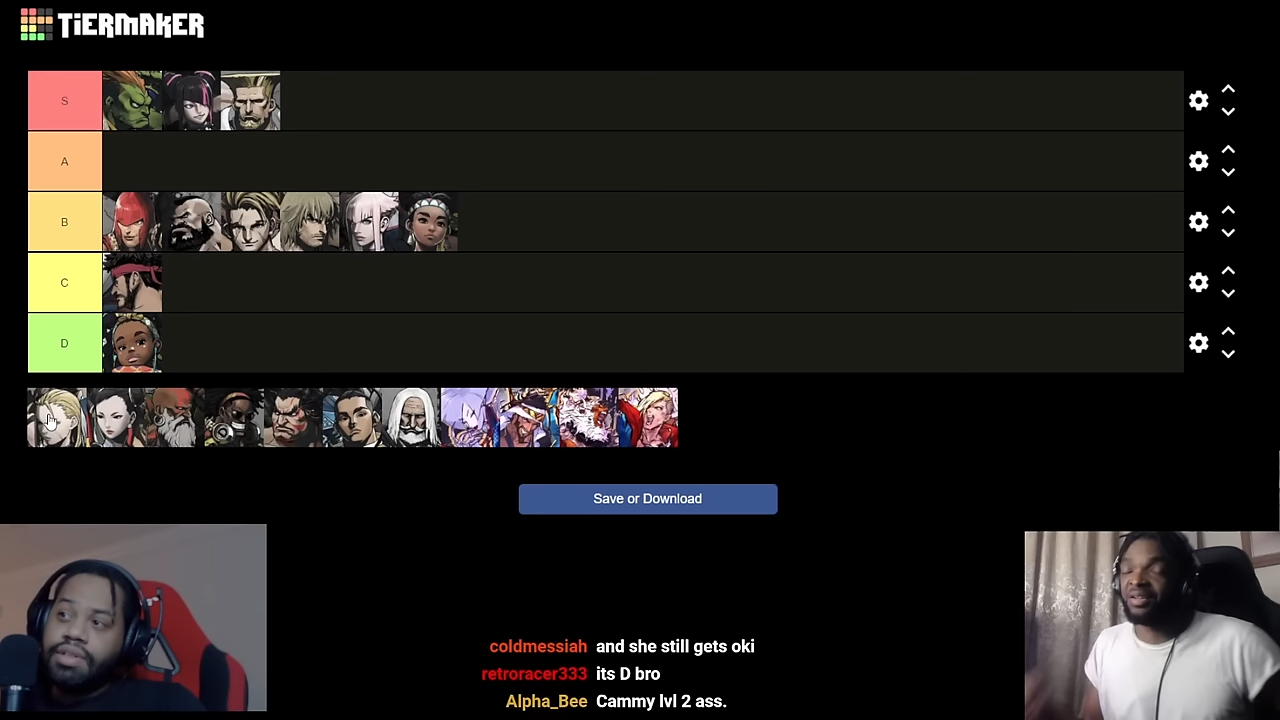 TiERMAKER
S
A
B
C
D
Save or Download
coldmessiah and she still gets oki
retroracer333 its D bro
Alpha_Bee Cammy lvl 2 ass.